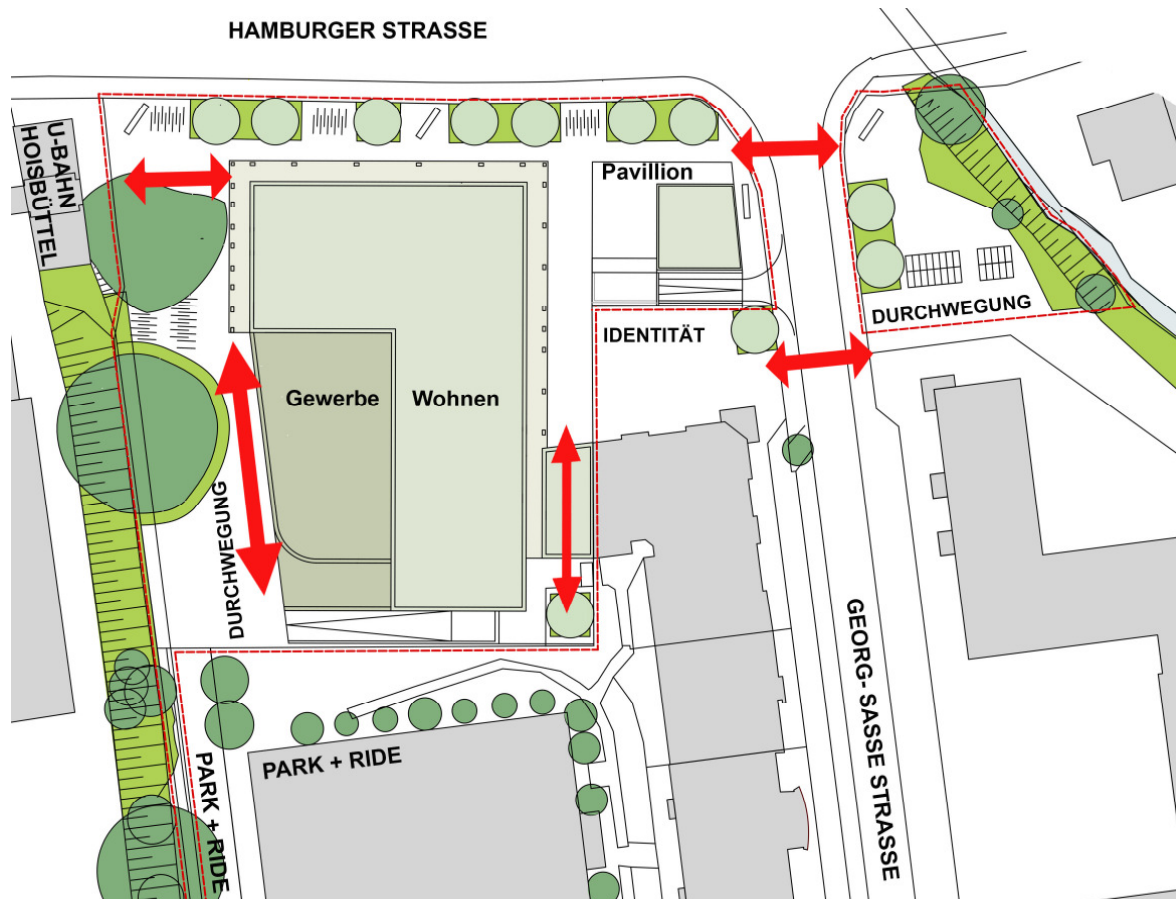 HAMBURGER STRASSE
U-BAHN
HOISBÜTTEL
Pavillion
DURCHWEGUNG
IDENTITÄT
Gewerbe
Wohnen
DURCHWEGUNG
GEORG- SASSE STRASSE
PARK + RIDE
PARK + RIDE